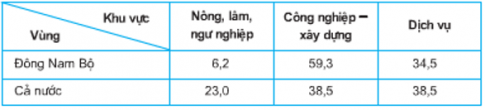 Khu vực
Vùng
Nông, lâm,
ngư nghiệp
Công nghiệp –
xây dựng
Dịch vụ
Đông Nam Bộ
6,2
59,3
34,5
Cả nước
23,0
38,5
38,5